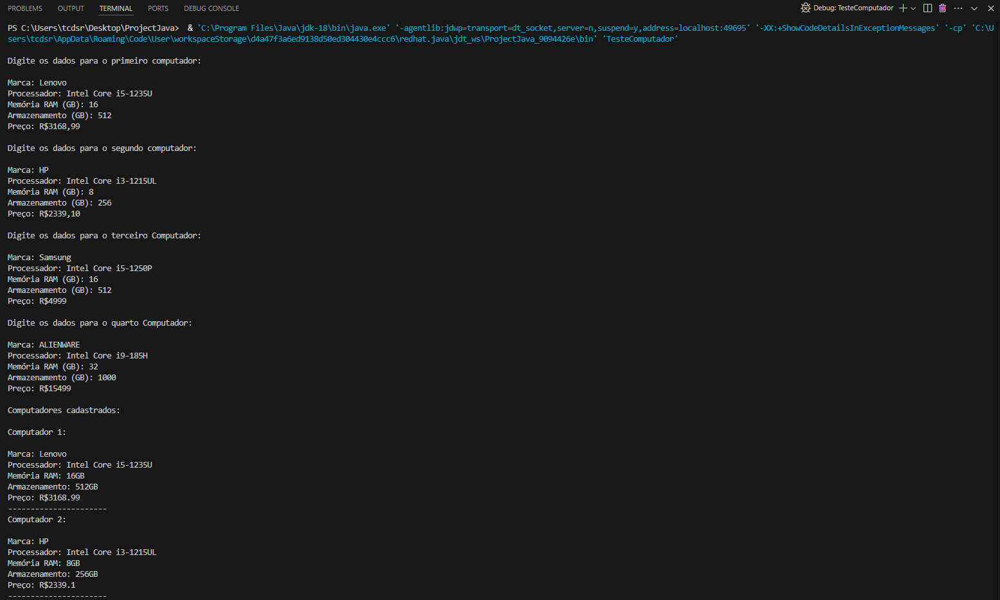 PROBLEMS OUTPUT TERMINAL PORTS DEBUG CONSOLE Debug: TesteComputador
PS C:\Users\tcdsr\Desktop\ProjectJava>  & 'C:\Program Files\Java\jdk-18\bin\java.exe' '-agentlib:jdwp=transport=dt_socket,server=n,suspend=y,address=localhost:49695' '-XX:+ShowCodeDetailsInExceptionMessages' '-cp' 'C:\U
sers\tcdsr\AppData\Roaming\Code\User\workspaceStorage\d4a47f3a6ed9138d50ed304430e4ccc6\redhat.java\jdt_ws\ProjectJava_9094426e\bin' 'TesteComputador'
Digite os dados para o primeiro computador:
Marca: Lenovo
Processador: Intel Core i5-1235U
Memória RAM (GB): 16
Armazenamento (GB): 512
Preço: R$3168,99
Digite os dados para o segundo computador:
Marca: HP
Processador: Intel Core i3-1215UL
Memória RAM (GB): 8
Armazenamento (GB): 256
Preço: R$2339,10
Digite os dados para o terceiro Computador:
Marca: Samsung
Processador: Intel Core i5-1250P
Memória RAM (GB): 16
Armazenamento (GB): 512
Preço: R$4999
Digite os dados para o quarto Computador:
Marca: ALIENWARE
Processador: Intel Core i9-185H
Memória RAM (GB): 32
Armazenamento (GB): 1000
Preço: R$15499
Computadores cadastrados:
Computador 1:
Marca: Lenovo
Processador: Intel Core i5-1235U
Memória RAM: 16GB
Armazenamento: 512GB
Preço: R$3168.99
----------------------
Computador 2:
Marca: HP
Processador: Intel Core i3-1215UL
Memória RAM: 8GB
Armazenamento: 256GB
Preço: R$2339.1
----------------------